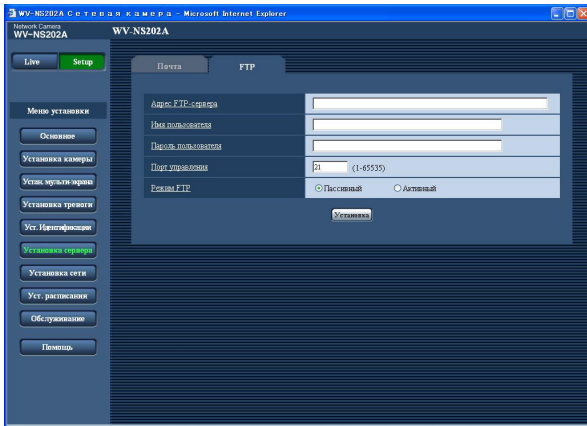 WV-NS202A Сетевая камера - Microsoft Internet Explorer
Network Camera
WV-NS202A
WV-NS202A
Live
Setup
Почта
FTP
Меню установки
Основное
Установка камеры
Устан. мульти-экрана
Установка тревоги
Уст. Идентификации
Установка сервера
Установка сети
Уст. расписания
Обслуживание
Помощь
Адрес FTP-сервера
Имя пользователя
Пароль пользователя
Порт управления
21 (1-65535)
Режим FTP
Пассивный
Активный
Установка